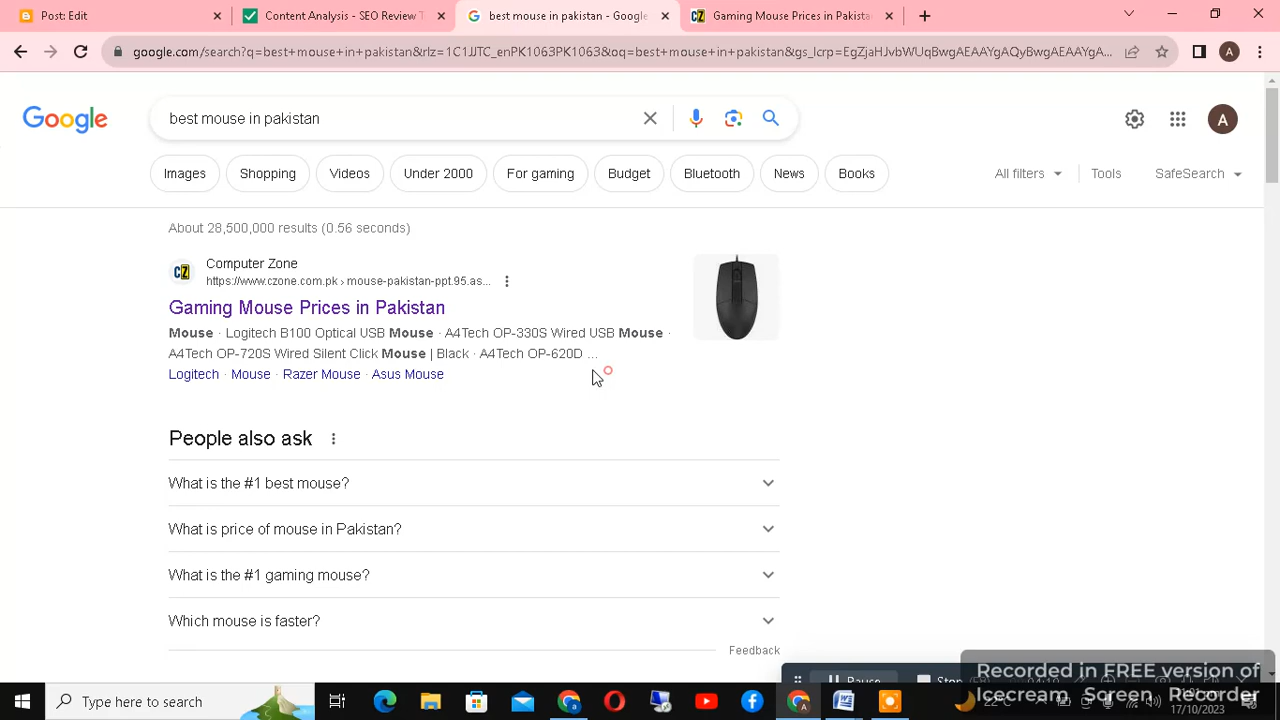 Post: Edit
Content Analysis - SEO Review T
best mouse in pakistan - Google
CZ Gaming Mouse Prices in Pakista
google.com/search?q=best+mouse+in+pakistan&rlz=1C1JJTC_enPK1063PK1063&oq=best+mouse+in+pakistan&gs_lcrp=EgZjaHJvbWUqBwgAEAAYgAQyBwgAEAAYgA...
A
Google
best mouse in pakistan
A
Images
Shopping
Videos
Under 2000
For gaming
Budget
Bluetooth
News
Books
All filters
Tools
SafeSearch
About 28,500,000 results (0.56 seconds)
CZ
Computer Zone
https://www.czone.com.pk › mouse-pakistan-ppt.95.as...
Gaming Mouse Prices in Pakistan
Mouse · Logitech B100 Optical USB Mouse · A4Tech OP-330S Wired USB Mouse ·
A4Tech OP-720S Wired Silent Click Mouse | Black · A4Tech OP-620D ...
Logitech · Mouse · Razer Mouse · Asus Mouse
People also ask
What is the #1 best mouse?
What is price of mouse in Pakistan?
What is the #1 gaming mouse?
Which mouse is faster?
Feedback
Pause
Stop
Recorded in FREE version of
Icecream Screen Recorder
Type here to search
22°C
17/10/2023